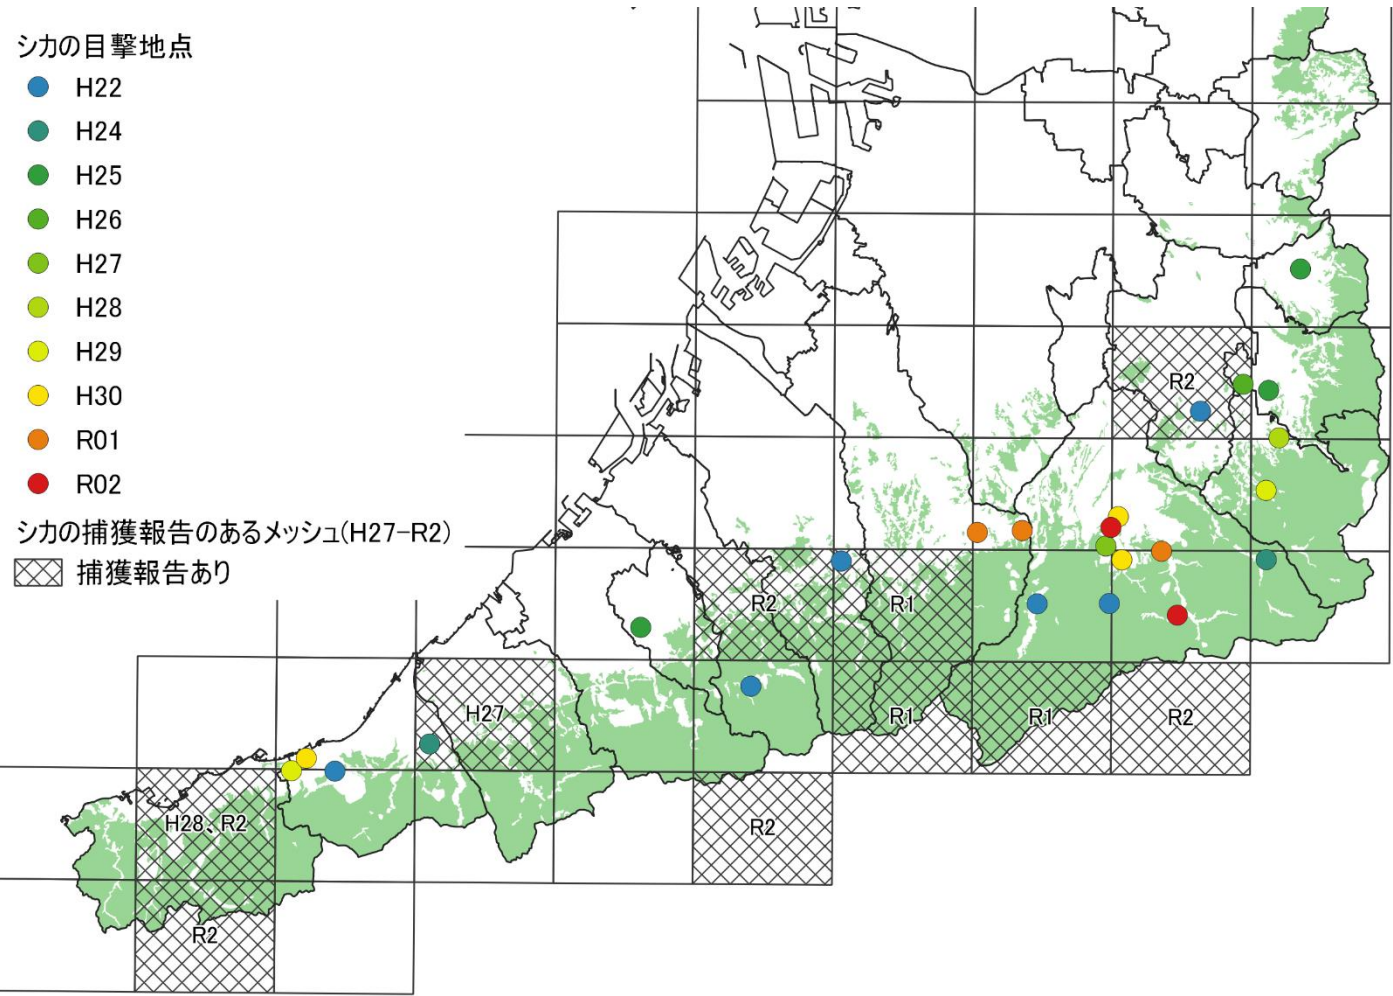 シカの目撃地点
H22
H24
H25
H26
H27
H28
H29
H30
R01
R02
シカの捕獲報告のあるメッシュ(H27-R2)
捕獲報告あり
R2
R2
R1
H27
R1
R1
R2
H28、R2
R2
R2